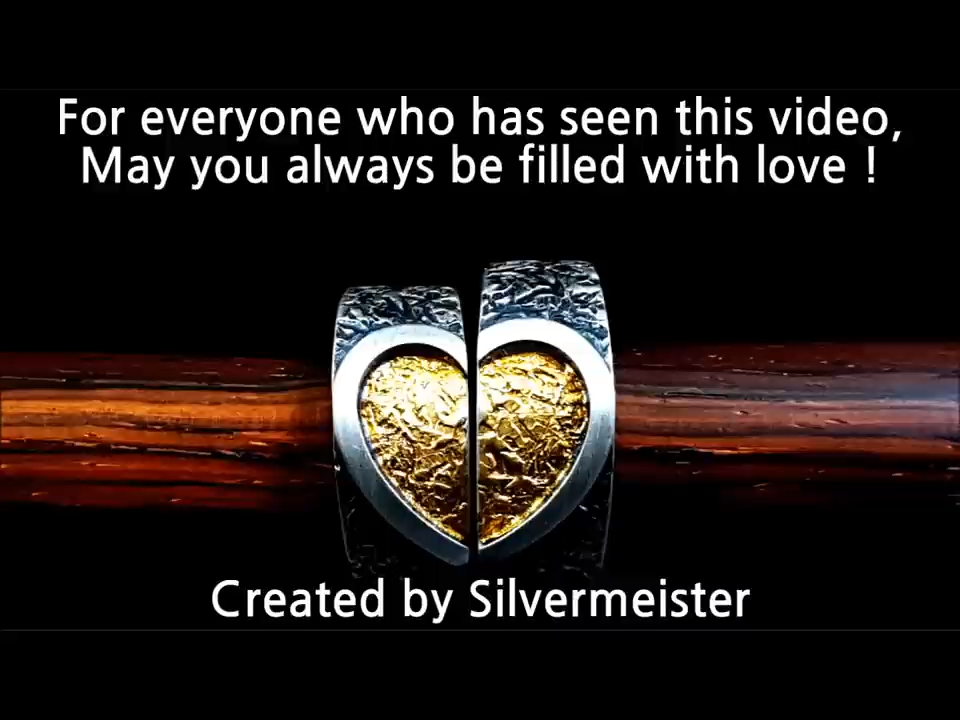 For everyone who has seen this video,
May you always be filled with love !
Created by Silvermeister